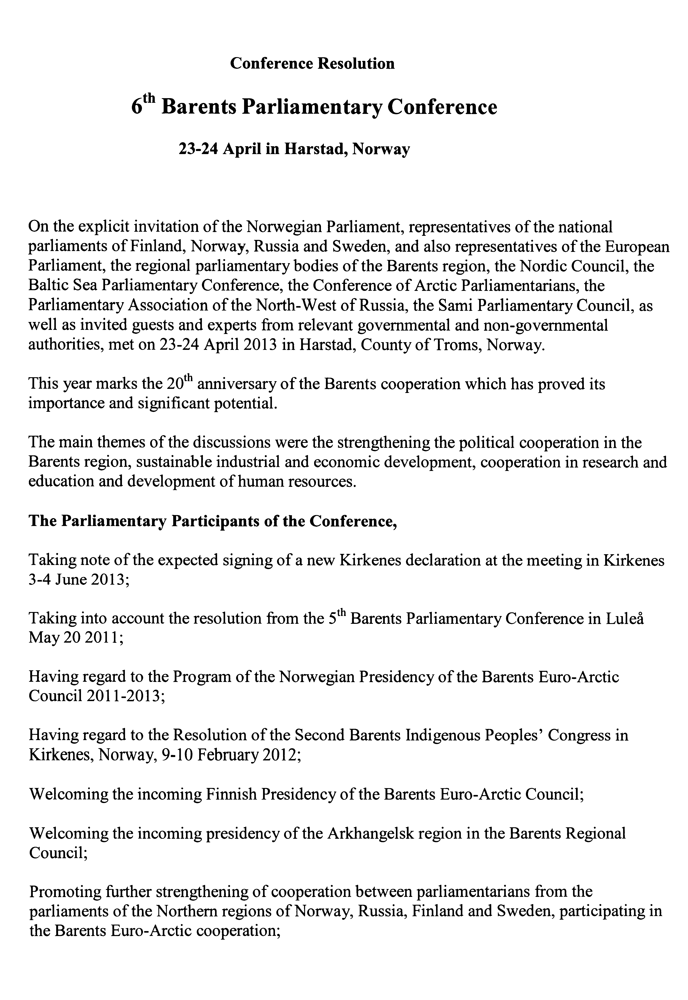 Conference Resolution
6th Barents Parliamentary Conference
23-24 April in Harstad, Norway
On the explicit invitation of the Norwegian Parliament, representatives of the national
parliaments of Finland, Norway, Russia and Sweden, and also representatives of the European
Parliament, the regional parliamentary bodies of the Barents region, the Nordic Council, the
Baltic Sea Parliamentary Conference, the Conference of Arctic Parliamentarians, the
Parliamentary Association of the North-West of Russia, the Sami Parliamentary Council, as
well as invited guests and experts from relevant governmental and non-governmental
authorities, met on 23-24 April 2013 in Harstad, County of Troms, Norway.
This year marks the 20th anniversary of the Barents cooperation which has proved its
importance and significant potential.
The main themes of the discussions were the strengthening the political cooperation in the
Barents region, sustainable industrial and economic development, cooperation in research and
education and development of human resources.
The Parliamentary Participants of the Conference,
Taking note of the expected signing of a new Kirkenes declaration at the meeting in Kirkenes
3-4 June 2013;
Taking into account the resolution from the 5th Barents Parliamentary Conference in Luleå
May 20 2011;
Having regard to the Program of the Norwegian Presidency of the Barents Euro-Arctic
Council 2011-2013;
Having regard to the Resolution of the Second Barents Indigenous Peoples’ Congress in
Kirkenes, Norway, 9-10 February 2012;
Welcoming the incoming Finnish Presidency of the Barents Euro-Arctic Council;
Welcoming the incoming presidency of the Arkhangelsk region in the Barents Regional
Council;
Promoting further strengthening of cooperation between parliamentarians from the
parliaments of the Northern regions of Norway, Russia, Finland and Sweden, participating in
the Barents Euro-Arctic cooperation;